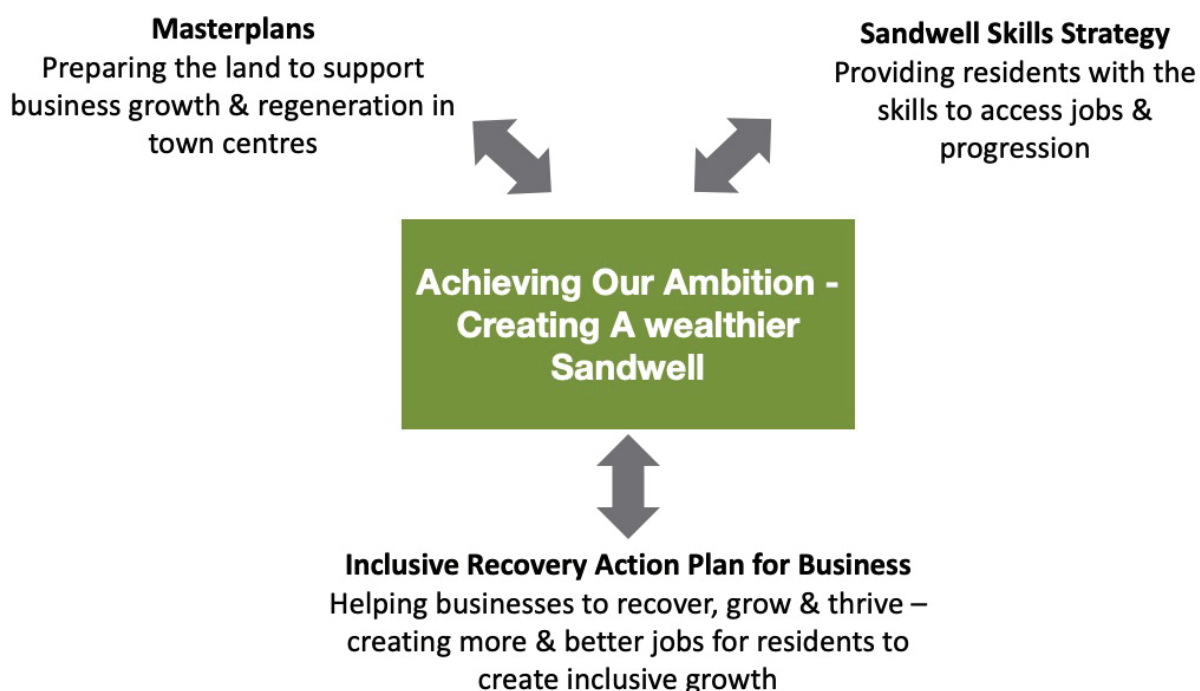 Masterplans
Preparing the land to support
business growth & regeneration in
town centres
Sandwell Skills Strategy
Providing residents with the
skills to access jobs &
progression
Achieving Our Ambition -
Creating A wealthier
Sandwell
Inclusive Recovery Action Plan for Business
Helping businesses to recover, grow & thrive –
creating more & better jobs for residents to
create inclusive growth